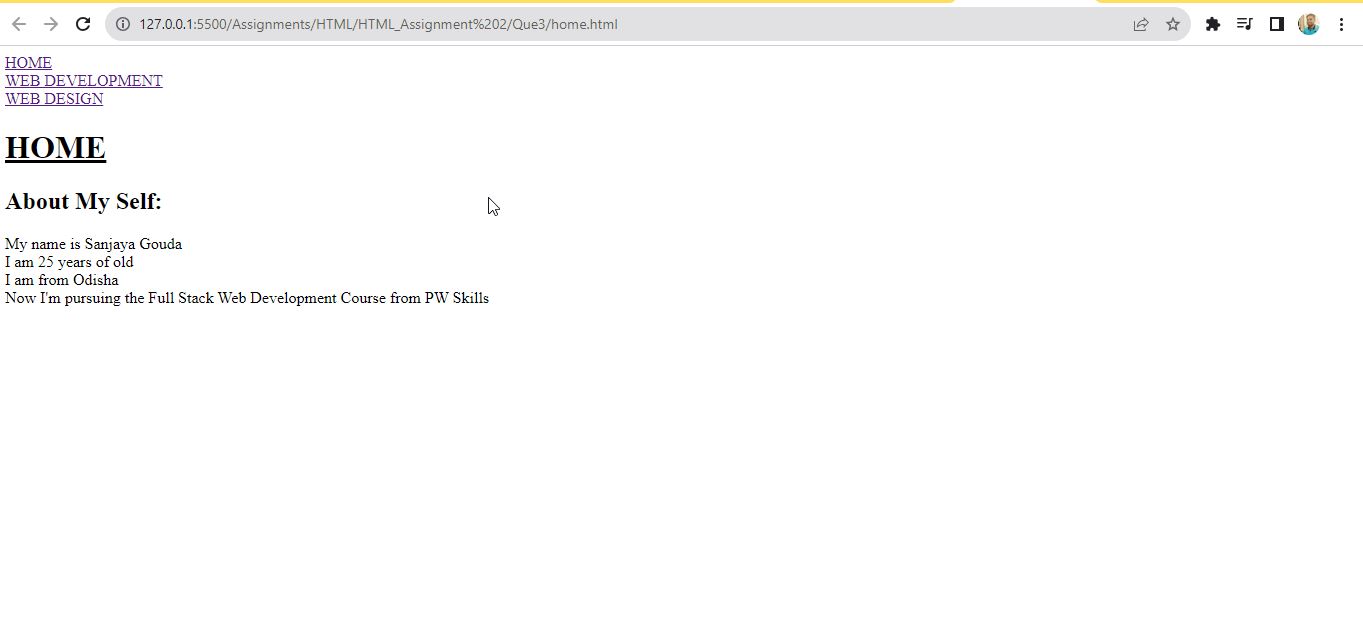 127.0.0.1:5500/Assignments/HTML/HTML_Assignment%202/Que3/home.html
HOME
WEB DEVELOPMENT
WEB DESIGN
HOME
About My Self:
My name is Sanjaya Gouda
I am 25 years of old
I am from Odisha
Now I'm pursuing the Full Stack Web Development Course from PW Skills